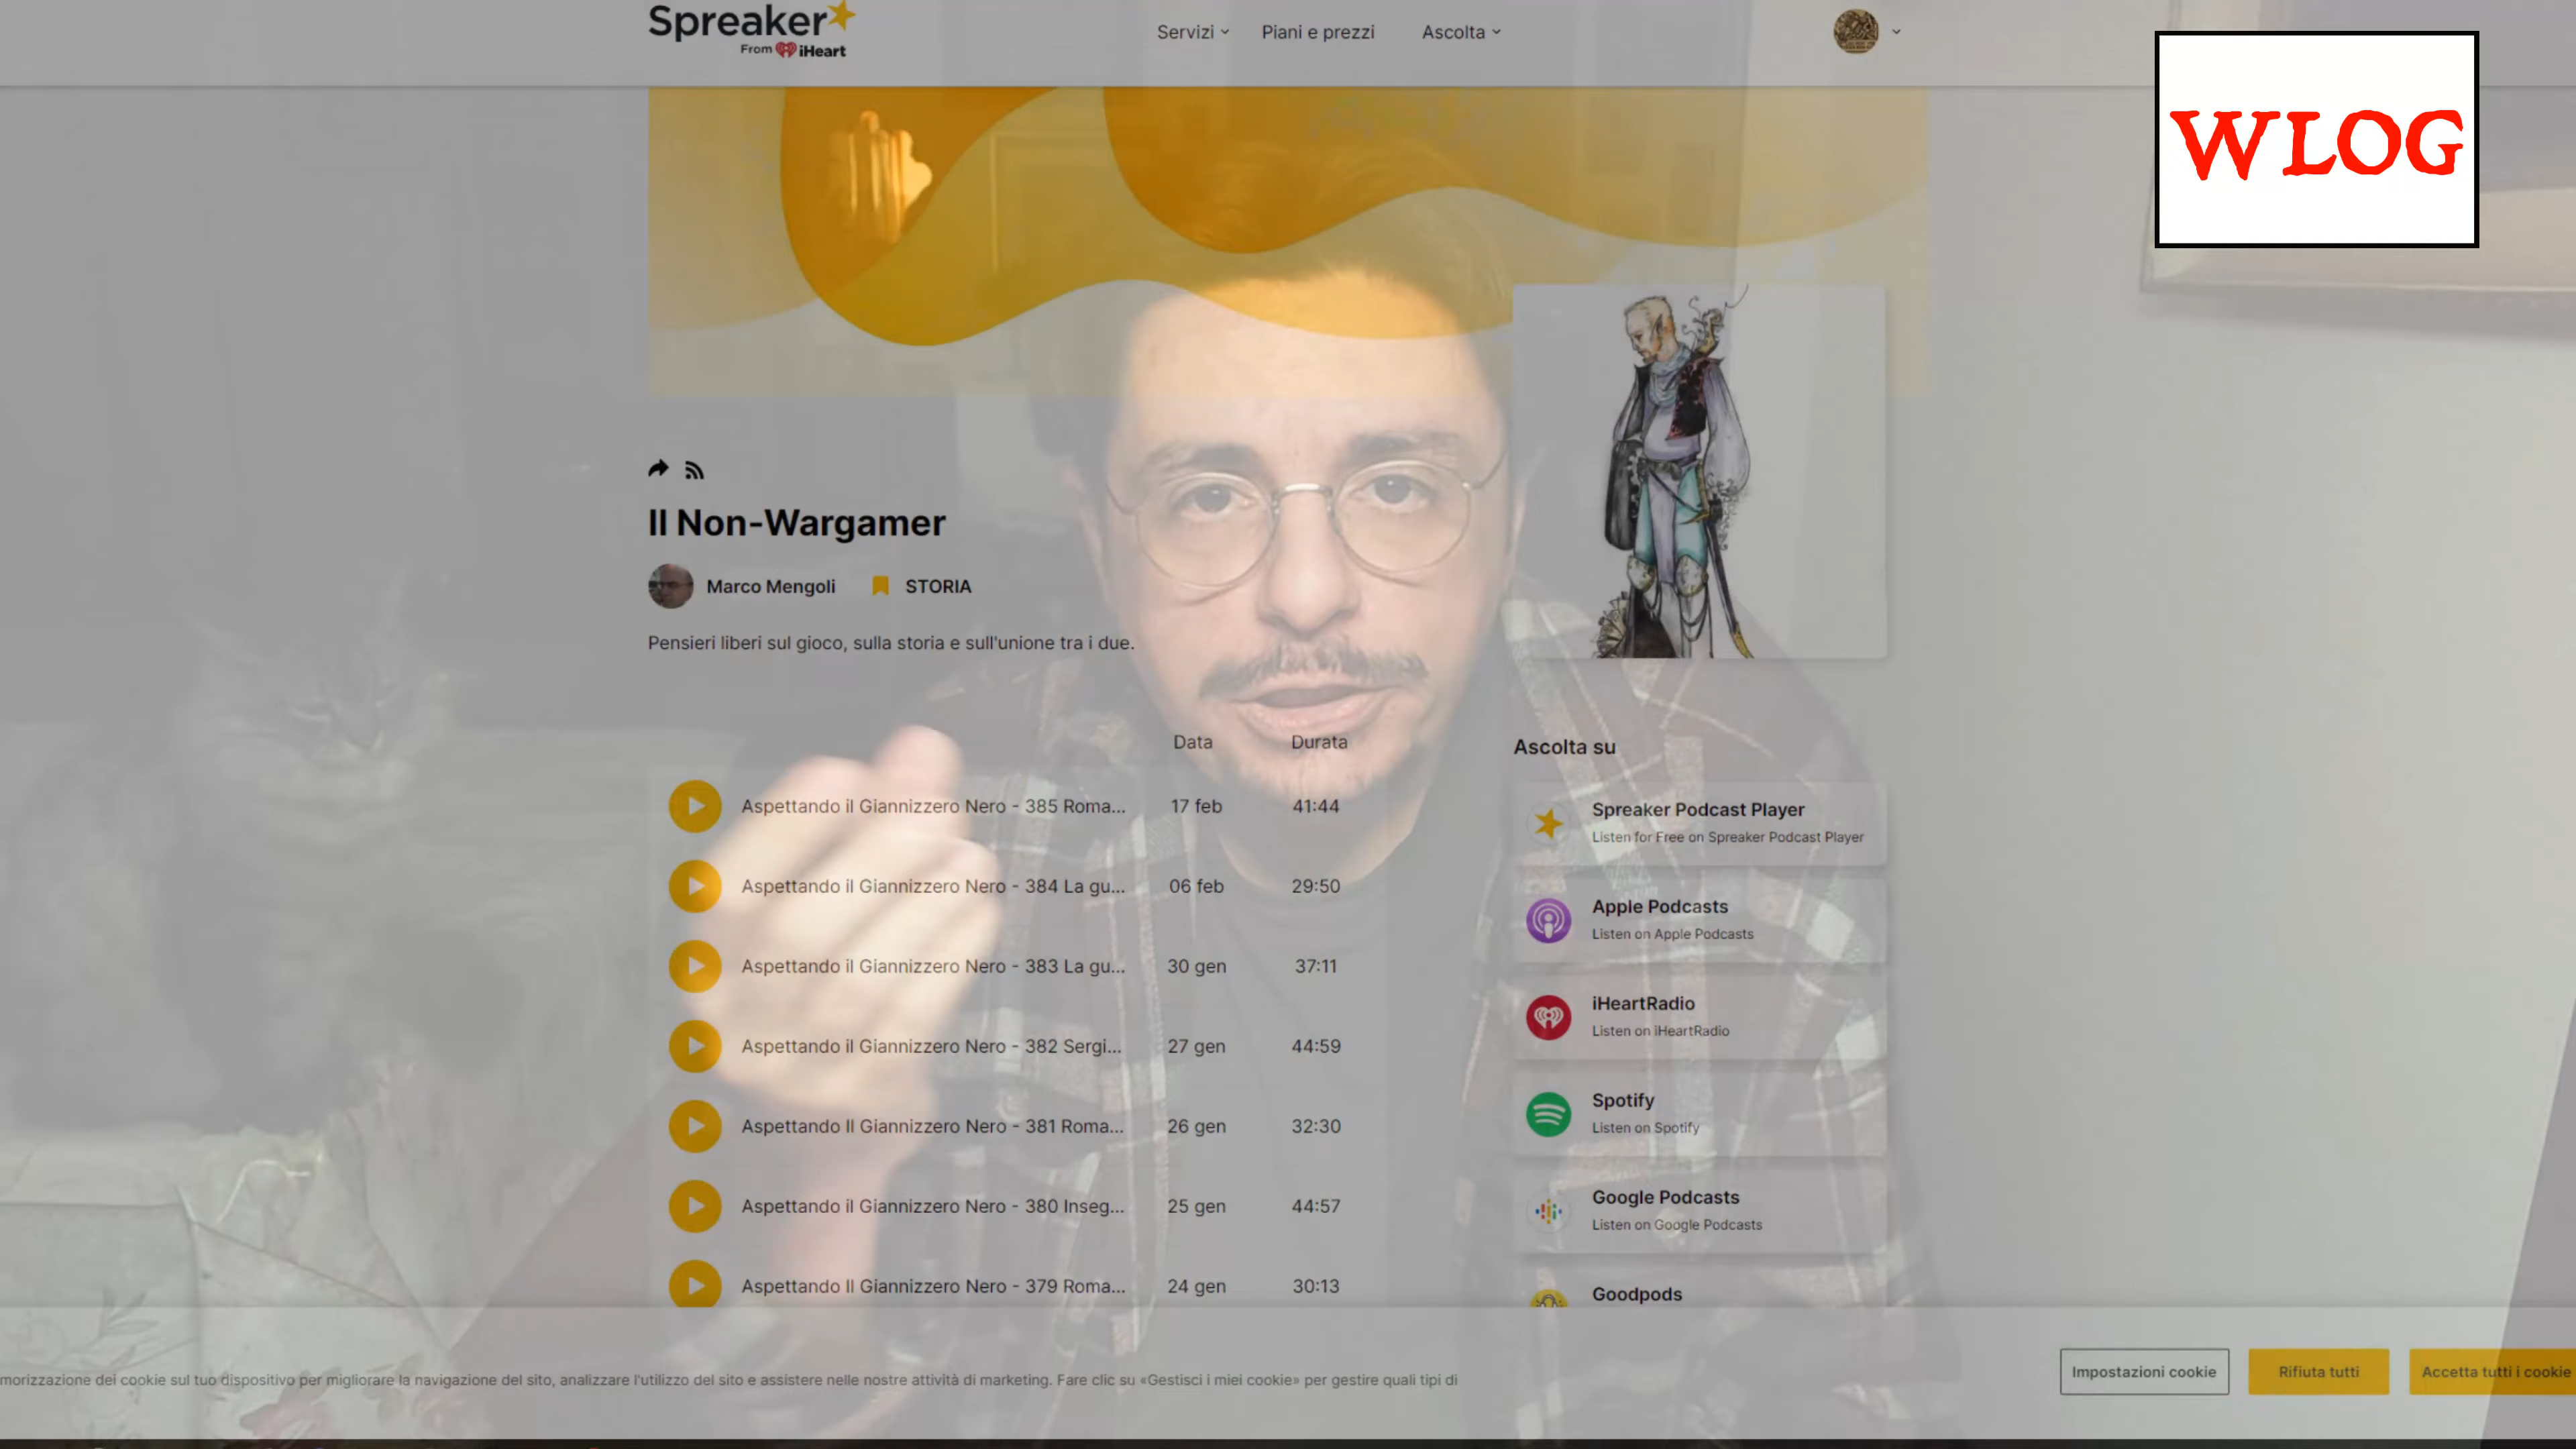 Spreaker
From iHeart
Servizi
Piani e prezzi
Ascolta
WLOG
Il Non-Wargamer
Marco Mengoli
STORIA
Pensieri liberi sul gioco, sulla storia e sull'unione tra i due.
Data
Durata
Aspettando il Giannizzero Nero - 385 Roma...
17 feb
41:44
Aspettando il Giannizzero Nero - 384 La gu...
06 feb
29:50
Aspettando il Giannizzero Nero - 383 La gu...
30 gen
37:11
Aspettando il Giannizzero Nero - 382 Sergi...
27 gen
44:59
Aspettando Il Giannizzero Nero - 381 Roma...
26 gen
32:30
Aspettando il Giannizzero Nero - 380 Inseg...
25 gen
44:57
Aspettando Il Giannizzero Nero - 379 Roma...
24 gen
30:13
Ascolta su
Spreaker Podcast Player
Listen for Free on Spreaker Podcast Player
Apple Podcasts
Listen on Apple Podcasts
iHeartRadio
Listen on iHeartRadio
Spotify
Listen on Spotify
Google Podcasts
Listen on Google Podcasts
Goodpods
morizzazione dei cookie sul tuo dispositivo per migliorare la navigazione del sito, analizzare l'utilizzo del sito e assistere nelle nostre attività di marketing. Fare clic su «Gestisci i miei cookie» per gestire quali tipi di
Impostazioni cookie
Rifiuta tutti
Accetta tutti i cookie